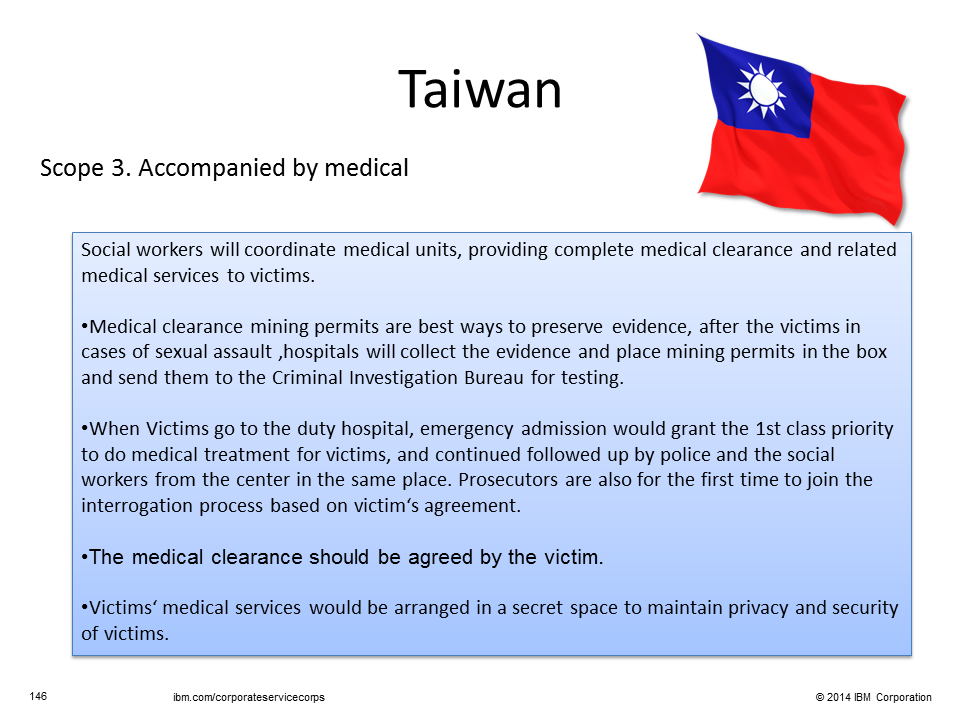 Taiwan
Scope 3. Accompanied by medical
Social workers will coordinate medical units, providing complete medical clearance and related
medical services to victims.
•Medical clearance mining permits are best ways to preserve evidence, after the victims in
cases of sexual assault ,hospitals will collect the evidence and place mining permits in the box
and send them to the Criminal Investigation Bureau for testing.
•When Victims go to the duty hospital, emergency admission would grant the 1st class priority
to do medical treatment for victims, and continued followed up by police and the social
workers from the center in the same place. Prosecutors are also for the first time to join the
interrogation process based on victim‘s agreement.
•The medical clearance should be agreed by the victim.
•Victims‘ medical services would be arranged in a secret space to maintain privacy and security
of victims.
146
ibm.com/corporateservicecorps
© 2014 IBM Corporation